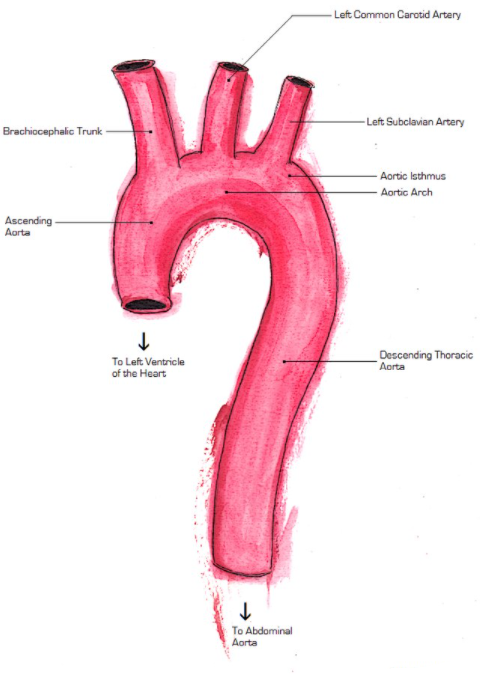 Left Common Carotid Artery
Brachiocephalic Trunk
Left Subclavian Artery
Aortic Isthmus
Aortic Arch
Ascending
Aorta
To Left Ventricle
of the Heart
Descending Thoracic
Aorta
To Abdominal
Aorta